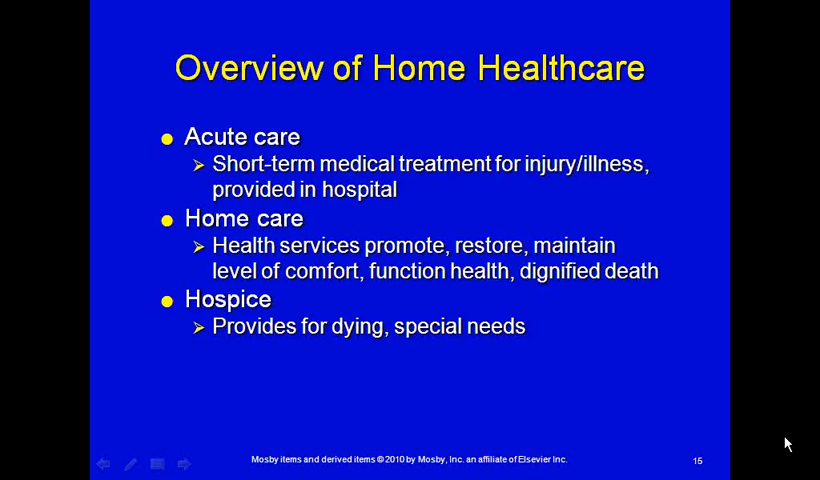 Overview of Home Healthcare
Acute care
Short-term medical treatment for injury/illness,
provided in hospital
Home care
Health services promote, restore, maintain
level of comfort, function health, dignified death
Hospice
Provides for dying, special needs
Mosby items and derived items © 2010 by Mosby, Inc. an affiliate of Elsevier Inc.
15